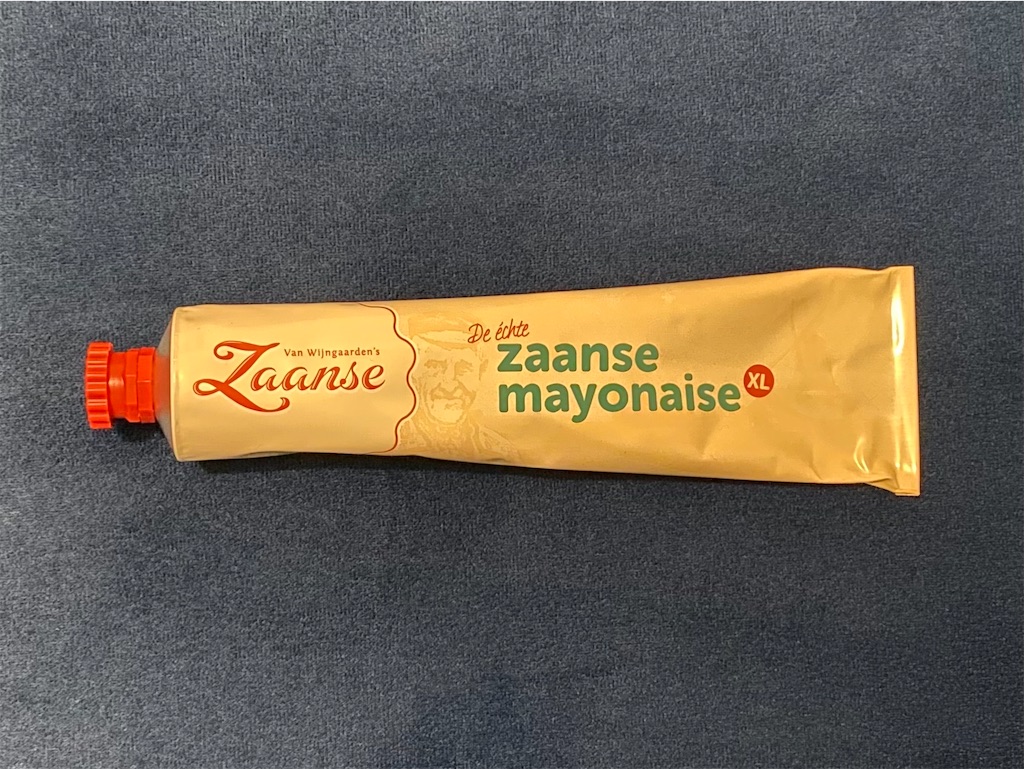 Van Wijngaarden's
Zaanse
De échte
zaanse
mayonaise
XL